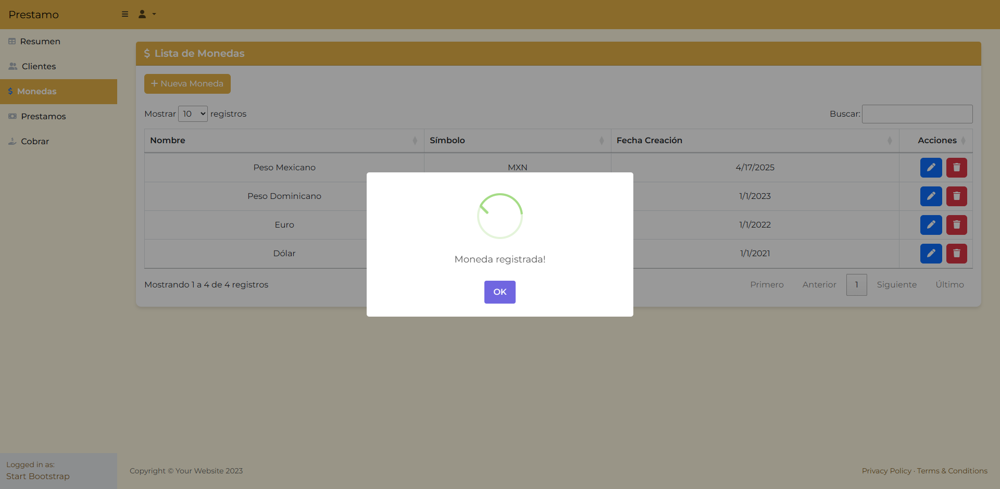 Prestamo
Resumen
Clientes
Monedas
Prestamos
Cobrar
Logged in as:
Start Bootstrap
Lista de Monedas
Nueva Moneda
Mostrar 10 registros
Buscar:
Nombre Símbolo Fecha Creación Acciones
Peso Mexicano MXN 4/17/2025
Peso Dominicano 1/1/2023
Euro 1/1/2022
Dólar 1/1/2021
Mostrando 1 a 4 de 4 registros
Primero Anterior 1 Siguiente Último
Moneda registrada!
OK
Copyright © Your Website 2023
Privacy Policy · Terms & Conditions